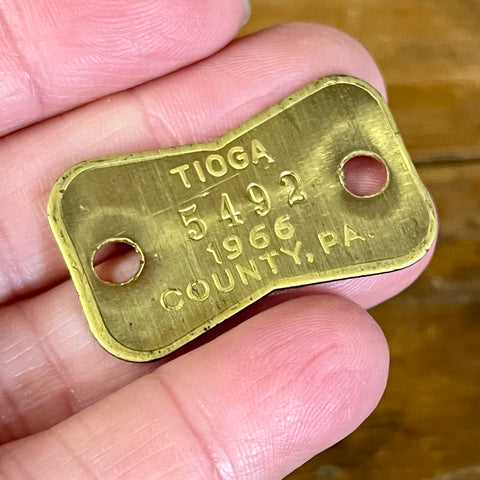 TIOGA
5492
1966
COUNTY, PA.